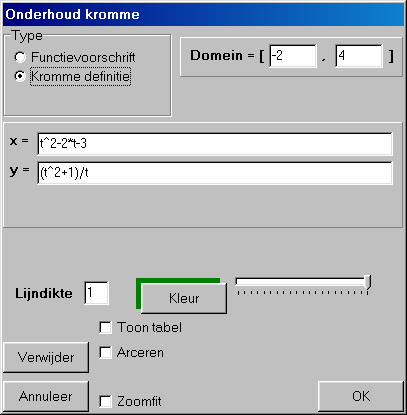 Onderhoud kromme
Type
Functievoorschrift
Kromme definitie
Domein = [ -2 , 4 ]
x = t^2-2*t-3
y = (t^2+1)/t
Lijndikte 1 Kleur
Toon tabel
Verwijder Arceren
Annuleer Zoomfit OK